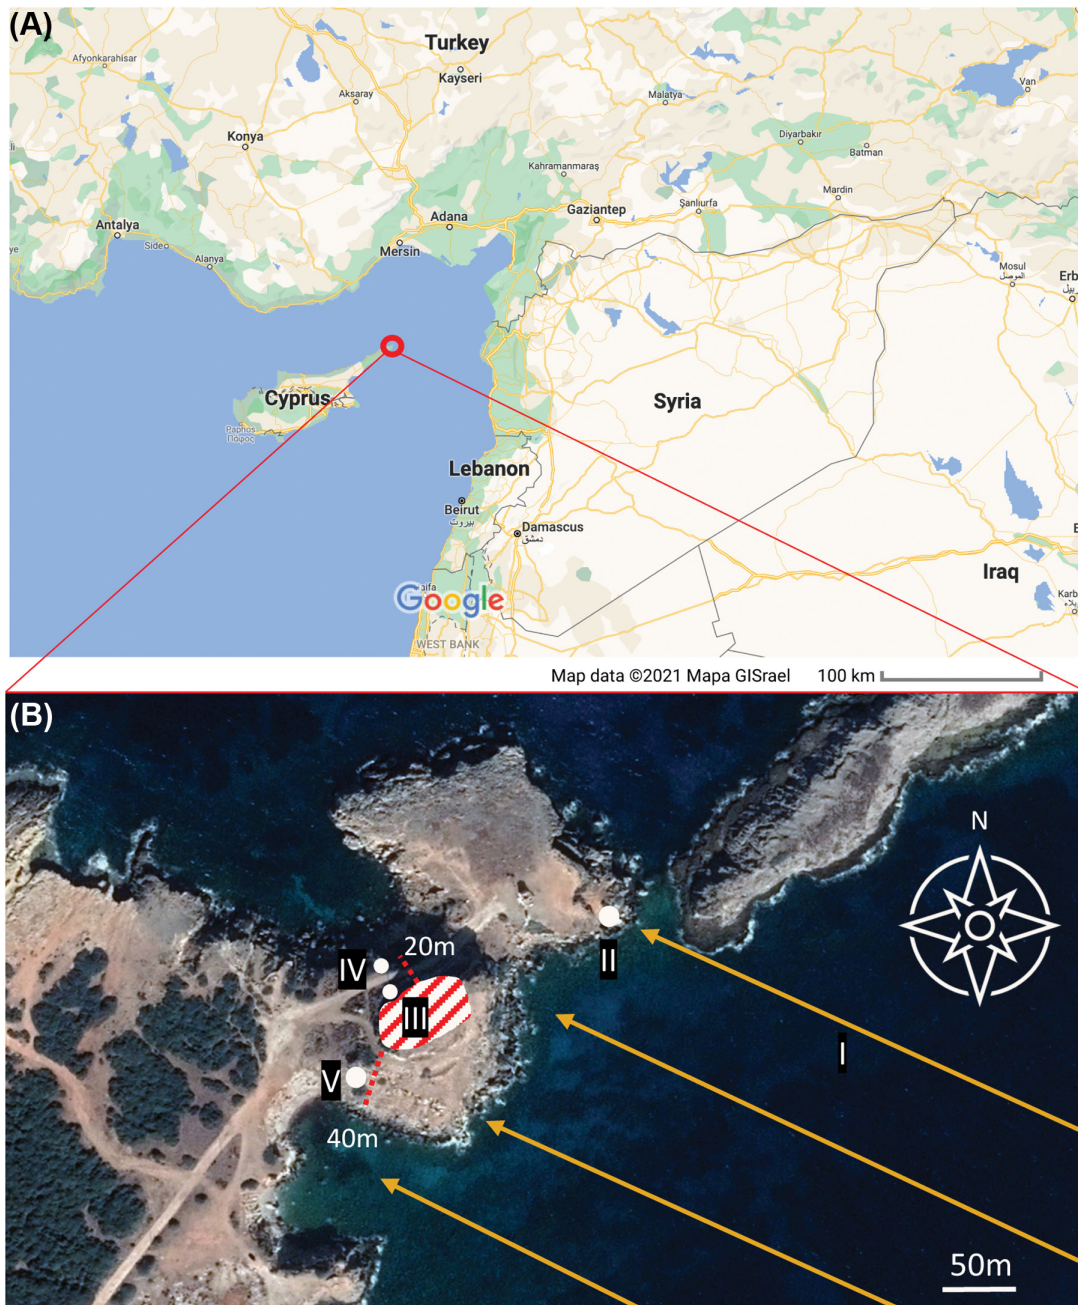 (A)
Turkey
Afyonkarahisar
Kayseri
Van
Aksaray
Malatya
Konya
Diyarbakır
Batman
Kahramanmaraş
Mardin
Adana
Gaziantep
Şanlıurfa
Antalya
Side
Mersin
Alanya
Mosul
الموصل
Erb
Cyprus
Syria
Paphos
Πάφος
Lebanon
Beirut
بيروت
Damascus
دمشق
Iraq
Google
Karb
WEST BANK
Map data ©2021 Mapa GISrael
100 km
(B)
N
20m
IV
II
III
I
V
40m
50m